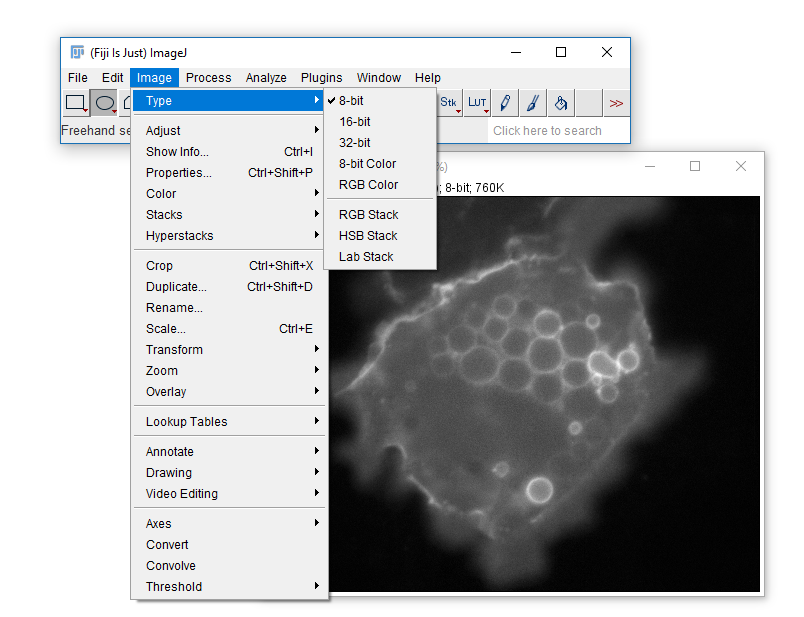 (Fiji Is Just) ImageJ
File Edit Image Process Analyze Plugins Window Help
Stk LUT >>
Freehand se
Click here to search
Type
Adjust
Show Info... Ctrl+I
Properties... Ctrl+Shift+P
Color
Stacks
Hyperstacks
Crop Ctrl+Shift+X
Duplicate... Ctrl+Shift+D
Rename...
Scale... Ctrl+E
Transform
Zoom
Overlay
Lookup Tables
Annotate
Drawing
Video Editing
Axes
Convert
Convolve
Threshold
8-bit
16-bit
32-bit
8-bit Color
RGB Color
RGB Stack
HSB Stack
Lab Stack
%)
; 8-bit; 760K